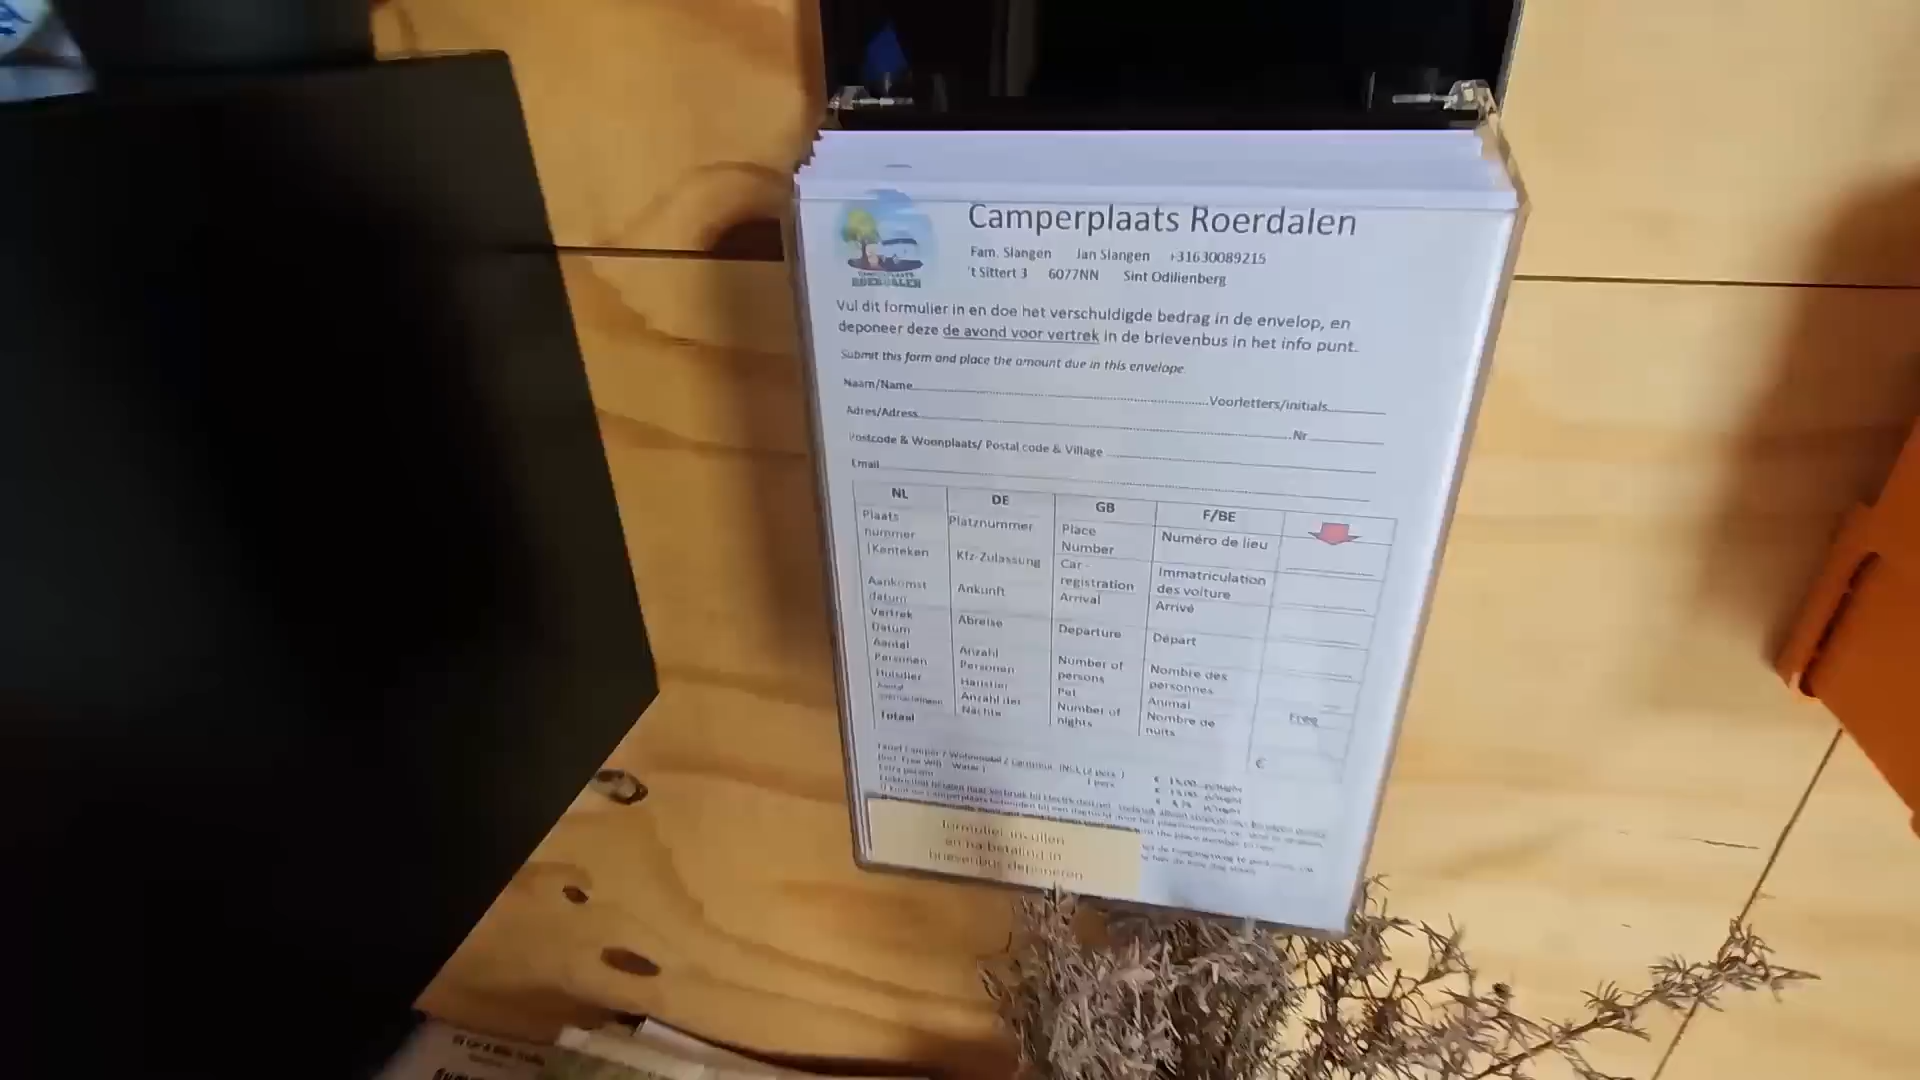 Camperplaats Roerdalen
Fam. Slangen Jan Slangen +31630089215
't Sittert 3 6077NN Sint Odilienberg
CAMPERPLAATS
ROERDALEN
Vul dit formulier in en doe het verschuldigde bedrag in de envelop, en
deponeer deze de avond voor vertrek in de brievenbus in het info punt.
Submit this form and place the amount due in this envelope.
Naam/Name Voorletters/initials
Adres/Adress Nr
Postcode & Woonplaats/ Postal code & Village
Email
NL DE GB F/BE
Plaats nummer Platznummer Place Number Numéro de lieu
Kenteken Kfz-Zulassung Car - registration Immatriculation des voiture
Aankomst datum Ankunft Arrival Arrivé
Vertrek Datum Abreise Departure Départ
Aantal Personen Anzahl Personen Number of persons Nombre des personnes
Huisdier Haustier Pet Animal Free
Aantal Anzahl der Nächte Number of nights Nombre de nuits
Totaal €
Extra person
formulier invullen
en na betaling in
brievenbus deponeren